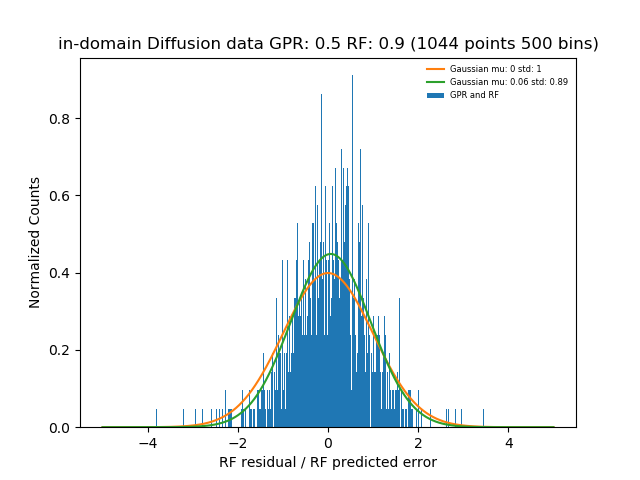 in-domain Diffusion data GPR: 0.5 RF: 0.9 (1044 points 500 bins)
Gaussian mu: 0 std: 1
Gaussian mu: 0.06 std: 0.89
GPR and RF
Normalized Counts
0.8
0.6
0.4
0.2
0.0
−4 −2 0 2 4
RF residual / RF predicted error